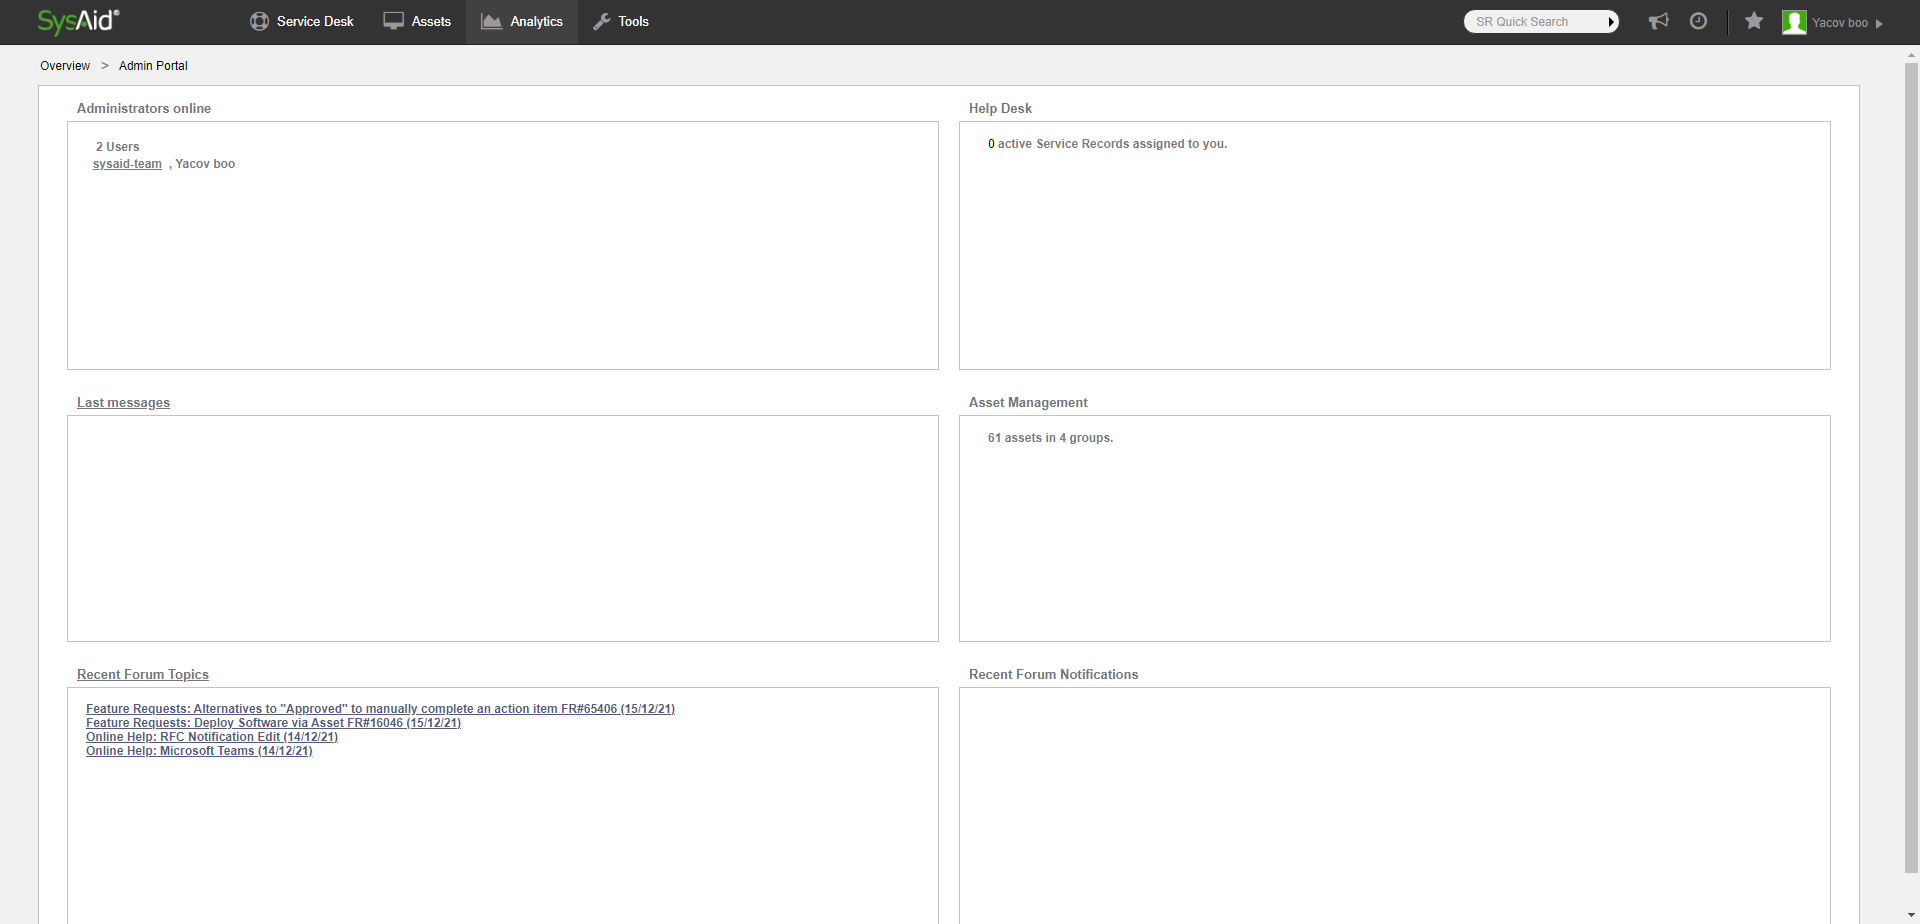 SysAid®
Service Desk
Assets
Analytics
Tools
SR Quick Search
Yacov boo
Overview > Admin Portal
Administrators online
2 Users
sysaid-team , Yacov boo
Help Desk
0 active Service Records assigned to you.
Last messages
Asset Management
61 assets in 4 groups.
Recent Forum Topics
Feature Requests: Alternatives to "Approved" to manually complete an action item FR#65406 (15/12/21)
Feature Requests: Deploy Software via Asset FR#16046 (15/12/21)
Online Help: RFC Notification Edit (14/12/21)
Online Help: Microsoft Teams (14/12/21)
Recent Forum Notifications